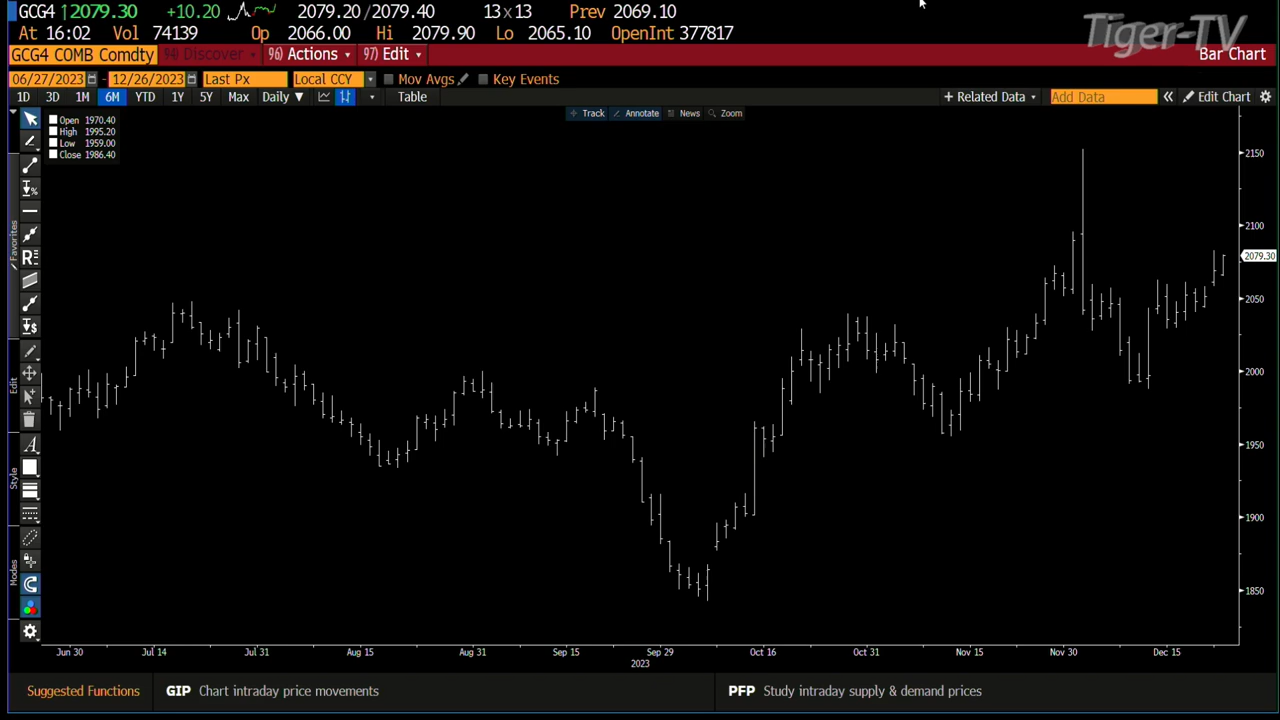 GCG4 ↑2079.30 +10.20 2079.20/2079.40 13x13 Prev 2069.10
At 16:02 Vol 74139 Op 2066.00 Hi 2079.90 Lo 2065.10 OpenInt 377817
Tiger-TV
GCG4 COMB Comdty 94) Discover 96) Actions 97) Edit Bar Chart
06/27/2023 - 12/26/2023 Last Px Local CCY Mov Avgs Key Events
1D 3D 1M 6M YTD 1Y 5Y Max Daily ▼ Table + Related Data Add Data « Edit Chart
Track Annotate News Zoom
Open 1970.40
High 1995.20
Low 1959.00
Close 1986.40
Favorites
Edit
Style
Modes
2150
2100
2079.30
2050
2000
1950
1900
1850
Jun 30 Jul 14 Jul 31 Aug 15 Aug 31 Sep 15 Sep 29 Oct 16 Oct 31 Nov 15 Nov 30 Dec 15
2023
Suggested Functions GIP Chart intraday price movements PFP Study intraday supply & demand prices